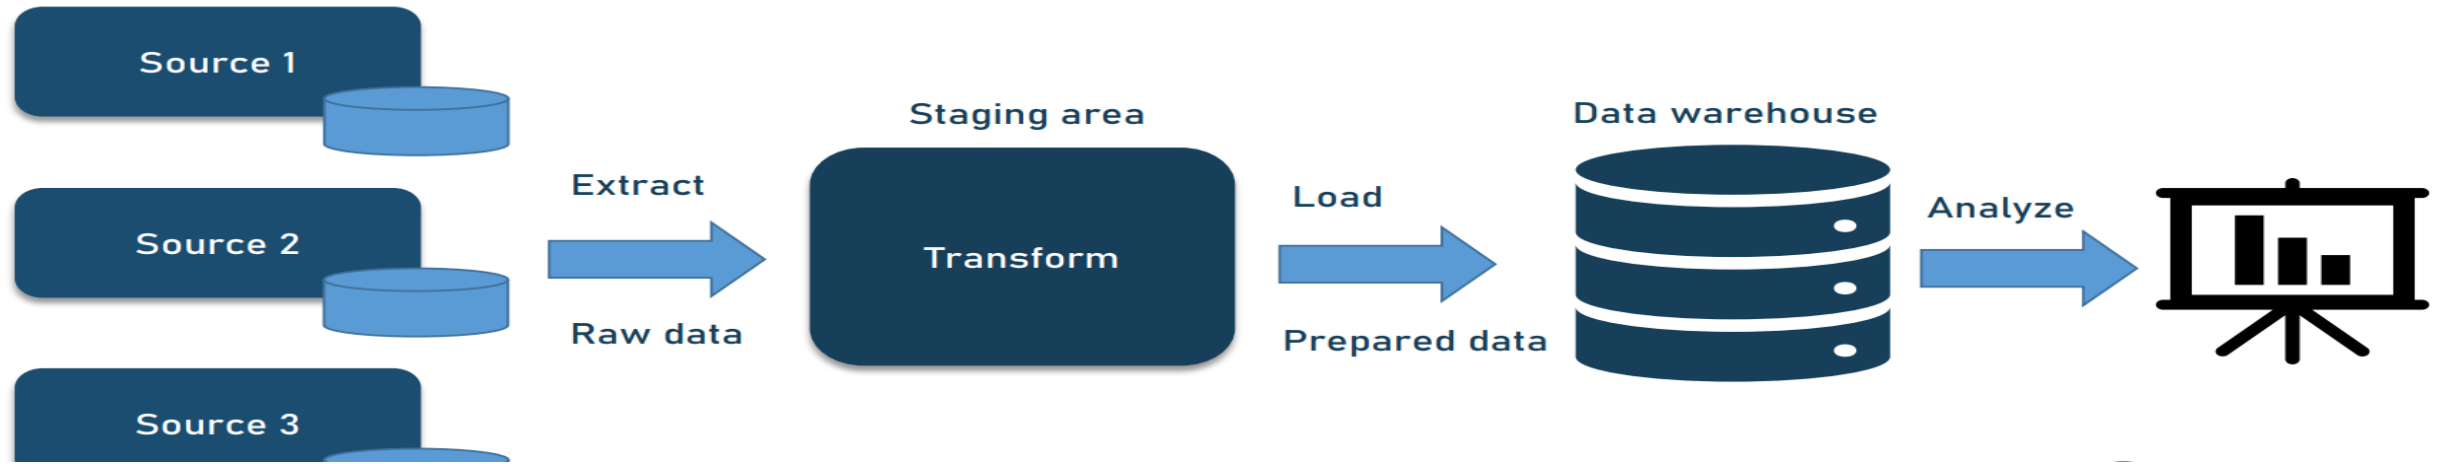 Source 1
Source 2
Source 3
Extract
Raw data
Staging area
Transform
Load
Prepared data
Data warehouse
Analyze